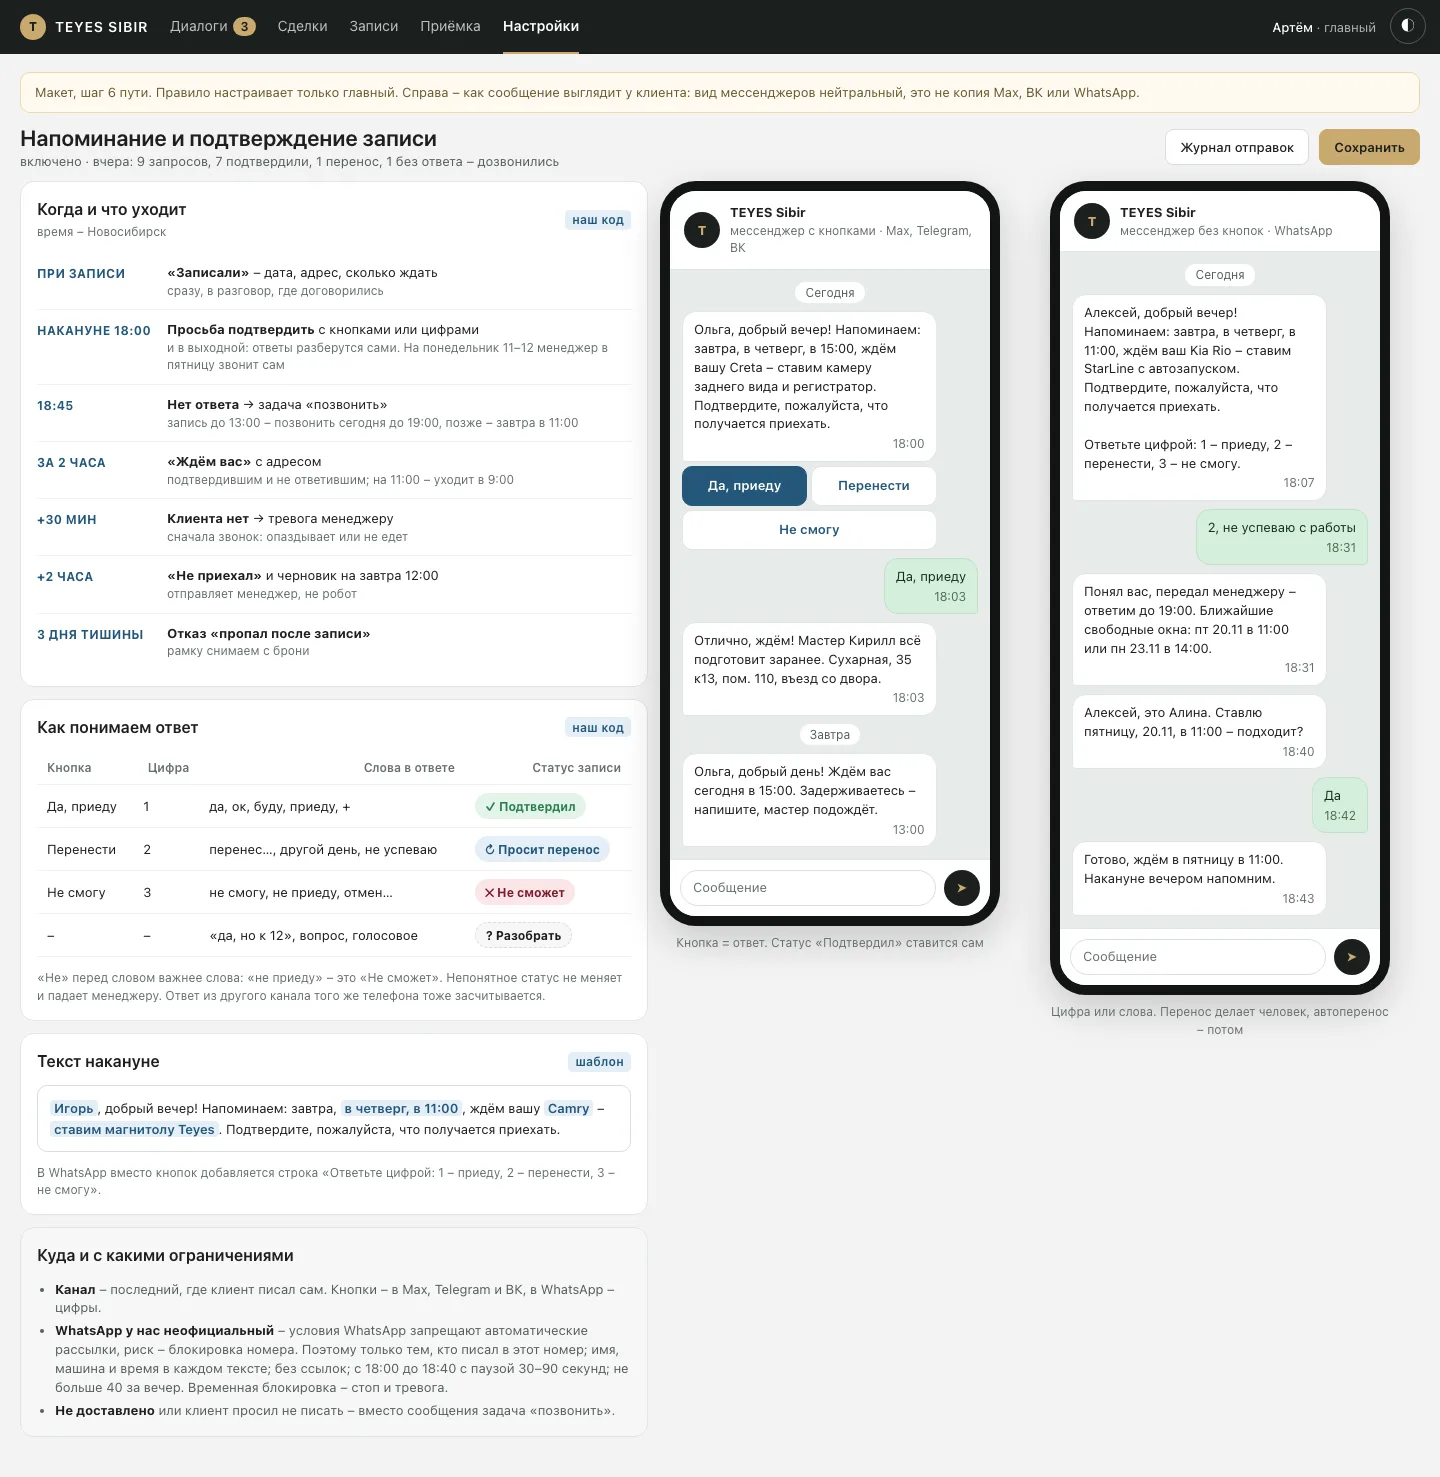 T TEYES SIBIR Диалоги 3 Сделки Записи Приёмка Настройки Артём · главный
Макет, шаг 6 пути. Правило настраивает только главный. Справа – как сообщение выглядит у клиента: вид мессенджеров нейтральный, это не копия Max, ВК или WhatsApp.
Напоминание и подтверждение записи
включено · вчера: 9 запросов, 7 подтвердили, 1 перенос, 1 без ответа – дозвонились
Журнал отправок Сохранить
Когда и что уходит
время – Новосибирск
наш код
ПРИ ЗАПИСИ «Записали» – дата, адрес, сколько ждать
сразу, в разговор, где договорились
НАКАНУНЕ 18:00 Просьба подтвердить с кнопками или цифрами
и в выходной: ответы разберутся сами. На понедельник 11–12 менеджер в
пятницу звонит сам
18:45 Нет ответа → задача «позвонить»
запись до 13:00 – позвонить сегодня до 19:00, позже – завтра в 11:00
ЗА 2 ЧАСА «Ждём вас» с адресом
подтвердившим и не ответившим; на 11:00 – уходит в 9:00
+30 МИН Клиента нет → тревога менеджеру
сначала звонок: опаздывает или не едет
+2 ЧАСА «Не приехал» и черновик на завтра 12:00
отправляет менеджер, не робот
3 ДНЯ ТИШИНЫ Отказ «пропал после записи»
рамку снимаем с брони
Как понимаем ответ
наш код
Кнопка Цифра Слова в ответе Статус записи
Да, приеду 1 да, ок, буду, приеду, + ✓ Подтвердил
Перенести 2 перенес…, другой день, не успеваю ↻ Просит перенос
Не смогу 3 не смогу, не приеду, отмен… ✕ Не сможет
– – «да, но к 12», вопрос, голосовое ? Разобрать
«Не» перед словом важнее слова: «не приеду» – это «Не сможет». Непонятное статус не меняет
и падает менеджеру. Ответ из другого канала того же телефона тоже засчитывается.
Текст накануне
шаблон
Игорь, добрый вечер! Напоминаем: завтра, в четверг, в 11:00, ждём вашу Camry –
ставим магнитолу Teyes. Подтвердите, пожалуйста, что получается приехать.
В WhatsApp вместо кнопок добавляется строка «Ответьте цифрой: 1 – приеду, 2 – перенести, 3 –
не смогу».
Куда и с какими ограничениями
• Канал – последний, где клиент писал сам. Кнопки – в Max, Telegram и ВК, в WhatsApp –
цифры.
• WhatsApp у нас неофициальный – условия WhatsApp запрещают автоматические
рассылки, риск – блокировка номера. Поэтому только тем, кто писал в этот номер; имя,
машина и время в каждом тексте; без ссылок; с 18:00 до 18:40 с паузой 30–90 секунд; не
больше 40 за вечер. Временная блокировка – стоп и тревога.
• Не доставлено или клиент просил не писать – вместо сообщения задача «позвонить».
T
TEYES Sibir
мессенджер с кнопками · Max, Telegram,
ВК
Сегодня
Ольга, добрый вечер! Напоминаем:
завтра, в четверг, в 15:00, ждём
вашу Creta – ставим камеру
заднего вида и регистратор.
Подтвердите, пожалуйста, что
получается приехать.
18:00
Да, приеду Перенести
Не смогу
Да, приеду
18:03
Отлично, ждём! Мастер Кирилл всё
подготовит заранее. Сухарная, 35
к13, пом. 110, въезд со двора.
18:03
Завтра
Ольга, добрый день! Ждём вас
сегодня в 15:00. Задерживаетесь –
напишите, мастер подождёт.
13:00
Сообщение ➤
Кнопка = ответ. Статус «Подтвердил» ставится сам
T
TEYES Sibir
мессенджер без кнопок · WhatsApp
Сегодня
Алексей, добрый вечер!
Напоминаем: завтра, в четверг, в
11:00, ждём ваш Kia Rio – ставим
StarLine с автозапуском.
Подтвердите, пожалуйста, что
получается приехать.
Ответьте цифрой: 1 – приеду, 2 –
перенести, 3 – не смогу.
18:07
2, не успеваю с работы
18:31
Понял вас, передал менеджеру –
ответим до 19:00. Ближайшие
свободные окна: пт 20.11 в 11:00
или пн 23.11 в 14:00.
18:31
Алексей, это Алина. Ставлю
пятницу, 20.11, в 11:00 – подходит?
18:40
Да
18:42
Готово, ждём в пятницу в 11:00.
Накануне вечером напомним.
18:43
Сообщение ➤
Цифра или слова. Перенос делает человек, автоперенос
– потом